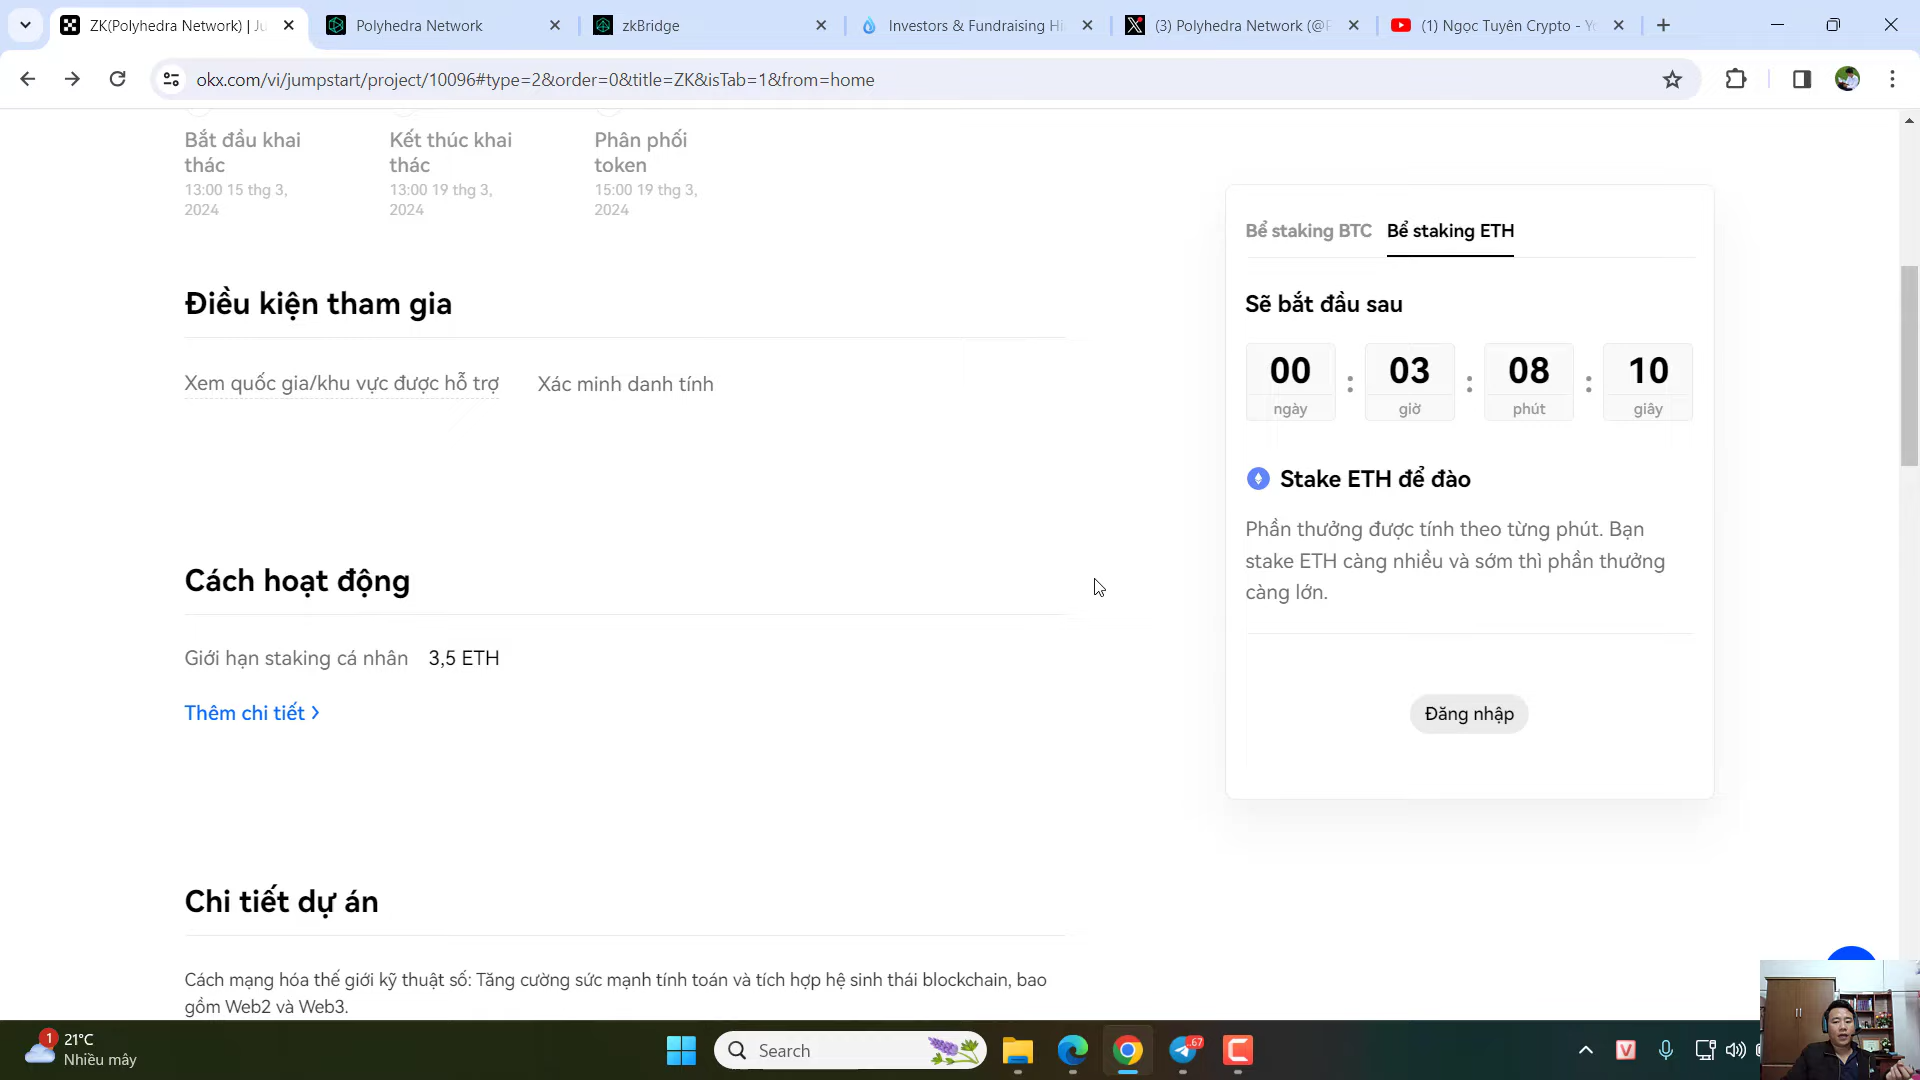 ZK(Polyhedra Network) | Ju
Polyhedra Network
zkBridge
Investors & Fundraising Hi
(3) Polyhedra Network (@P
(1) Ngọc Tuyên Crypto - Yo
okx.com/vi/jumpstart/project/10096#type=2&order=0&title=ZK&isTab=1&from=home
Bắt đầu khai
thác
13:00 15 thg 3,
2024
Kết thúc khai
thác
13:00 19 thg 3,
2024
Phân phối
token
15:00 19 thg 3,
2024
Điều kiện tham gia
Xem quốc gia/khu vực được hỗ trợ
Xác minh danh tính
Cách hoạt động
Giới hạn staking cá nhân 3,5 ETH
Thêm chi tiết >
Chi tiết dự án
Cách mạng hóa thế giới kỹ thuật số: Tăng cường sức mạnh tính toán và tích hợp hệ sinh thái blockchain, bao
gồm Web2 và Web3.
Bể staking BTC Bể staking ETH
Sẽ bắt đầu sau
00 : 03 : 08 : 10
ngày giờ phút giây
Stake ETH để đào
Phần thưởng được tính theo từng phút. Bạn
stake ETH càng nhiều và sớm thì phần thưởng
càng lớn.
Đăng nhập
1
21°C
Nhiều mây
Search
67
V